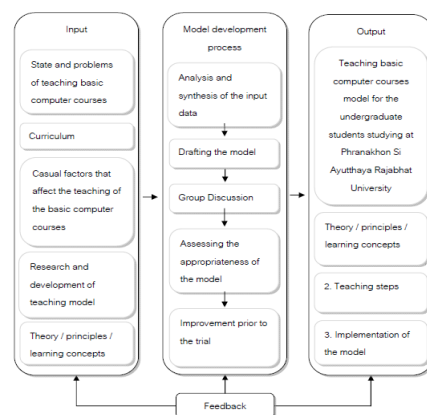 Input
State and problems
of teaching basic
computer courses
Curriculum
Casual factors that
affect the teaching of
the basic computer
courses
Research and
development of
teaching model
Theory / principles /
learning concepts
Model development
process
Analysis and
synthesis of the input
data
Drafting the model
Group Discussion
Assessing the
appropriateness of
the model
Improvement prior to
the trial
Output
Teaching basic
computer courses
model for the
undergraduate
students studying at
Phranakhon Si
Ayutthaya Rajabhat
University
Theory / principles /
learning concepts
2. Teaching steps
3. Implementation of
the model
Feedback